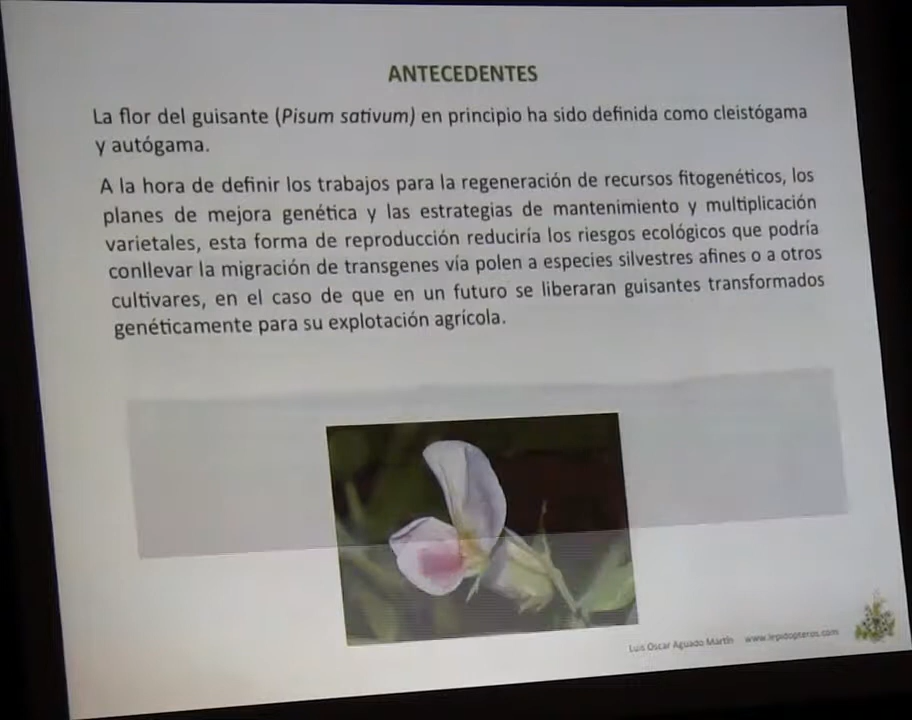 ANTECEDENTES
La flor del guisante (Pisum sativum) en principio ha sido definida como cleistógama
y autógama.
A la hora de definir los trabajos para la regeneración de recursos fitogenéticos, los
planes de mejora genética y las estrategias de mantenimiento y multiplicación
varietales, esta forma de reproducción reduciría los riesgos ecológicos que podría
conllevar la migración de transgenes vía polen a especies silvestres afines o a otros
cultivares, en el caso de que en un futuro se liberaran guisantes transformados
genéticamente para su explotación agrícola.
Luis Oscar Aguado Martín www.lepidopteros.com